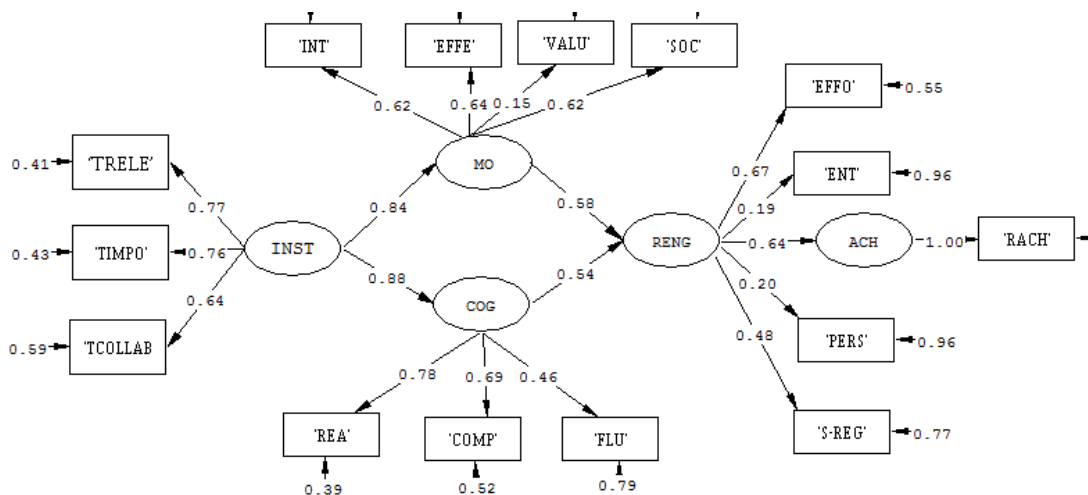 'INT' 'EFFE' 'VALU' 'SOC'
0.62 0.64 0.15 0.62
'EFFO' 0.55
0.41 'TRELE' 0.77
MO
0.67
'ENT' 0.96
0.84 0.58 0.19
0.43 'TIMPO' 0.76 INST RENG 0.64 ACH 1.00 'RACH'
0.88 0.54
0.64 COG 0.20
0.59 'TCOLLAB 0.48 'PERS' 0.96
0.78 0.69 0.46
'REA' 'COMP' 'FLU' 'S-REG' 0.77
0.39 0.52 0.79